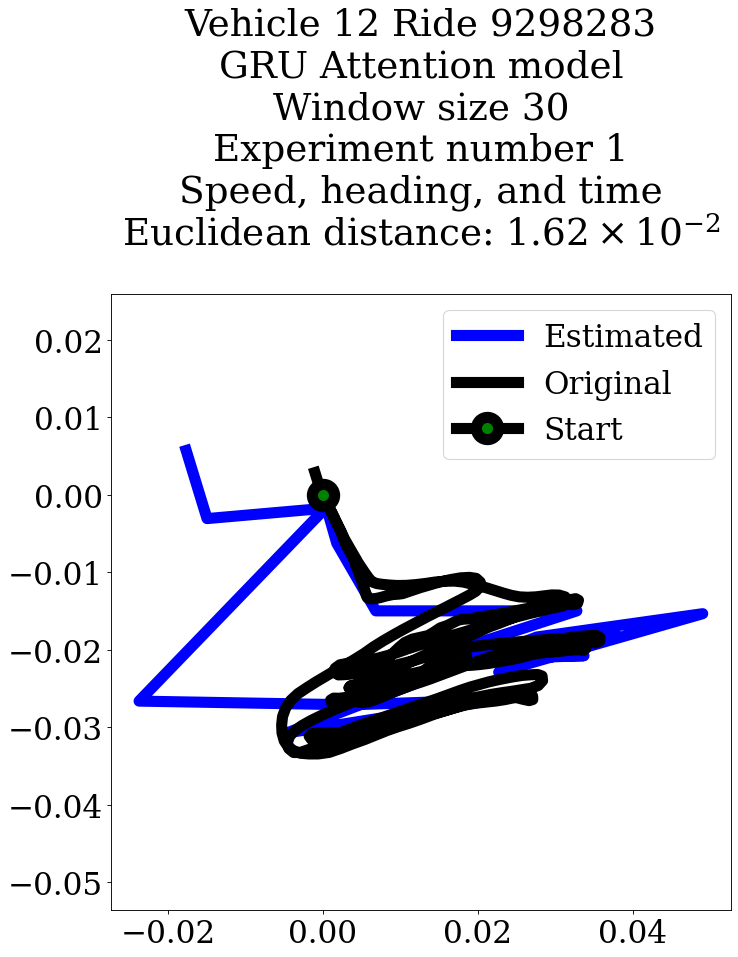 Vehicle 12 Ride 9298283
GRU Attention model
Window size 30
Experiment number 1
Speed, heading, and time
Euclidean distance: 1.62 × 10⁻²
Estimated
Original
Start
0.02
0.01
0.00
−0.01
−0.02
−0.03
−0.04
−0.05
−0.02 0.00 0.02 0.04